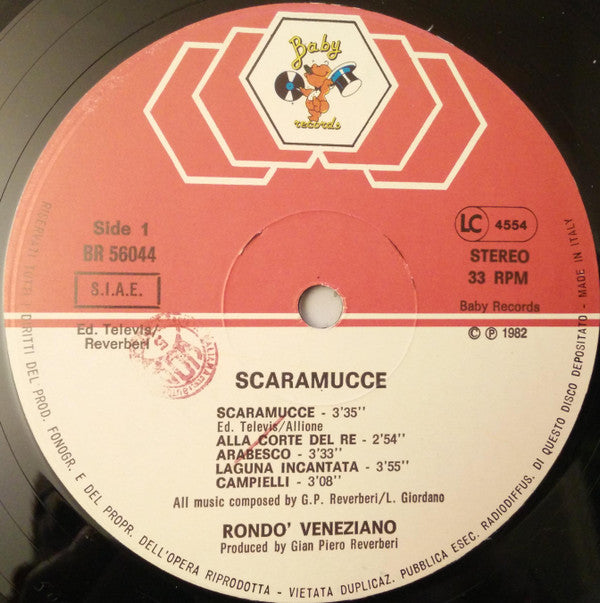 Baby
records
Side 1
BR 56044
S.I.A.E.
Ed. Televis/
Reverberi
LC 4554
STEREO
33 RPM
Baby Records
© ℗ 1982
SCARAMUCCE
SCARAMUCCE - 3'35''
Ed. Televis/Allione
ALLA CORTE DEL RE - 2'54''
ARABESCO - 3'33''
LAGUNA INCANTATA - 3'55''
CAMPIELLI - 3'08''
All music composed by G.P. Reverberi/L. Giordano
RONDO' VENEZIANO
Produced by Gian Piero Reverberi
RISERVATI TUTTI I DIRITTI DEL PROD. FONOGR. E DEL PROPR. DELL'OPERA RIPRODOTTA - VIETATA DUPLICAZ. PUBBLICA ESEC. RADIODIFFUS. DI QUESTO DISCO DEPOSITATO - MADE IN ITALY